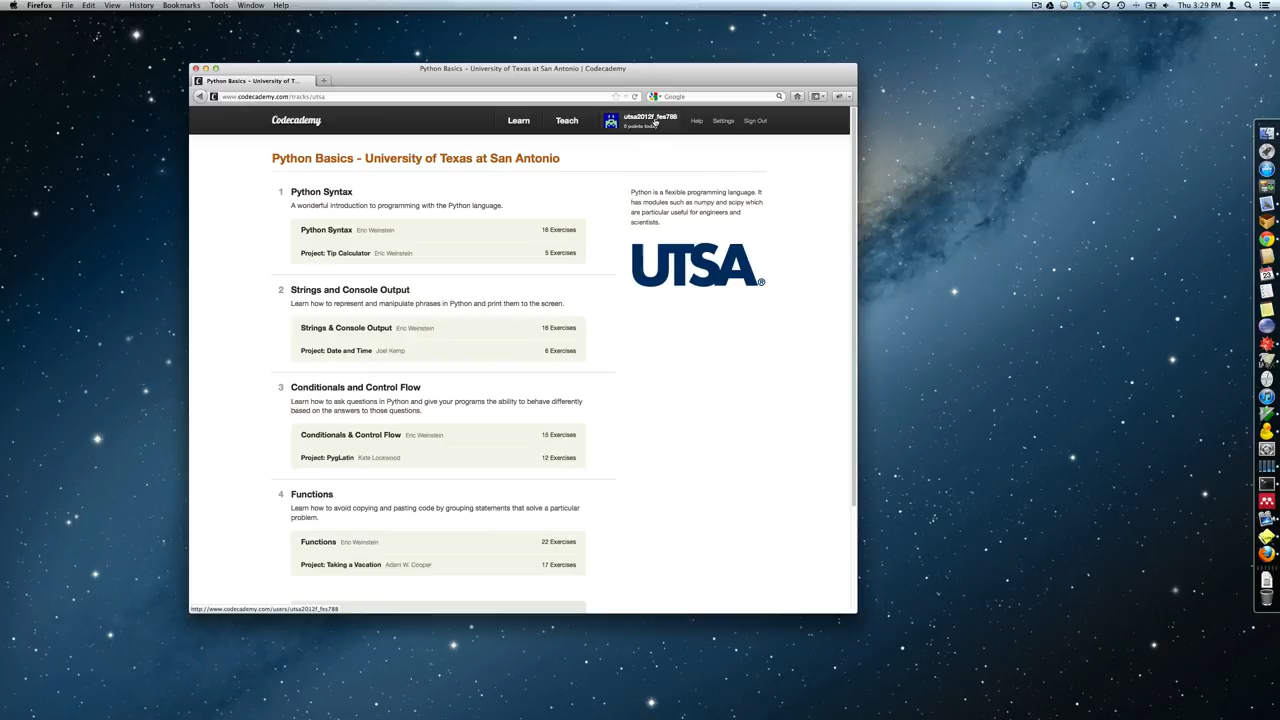 Firefox File Edit View History Bookmarks Tools Window Help Thu 3:29 PM
Python Basics - University of Texas at San Antonio | Codecademy
Python Basics - University of T...
www.codecademy.com/tracks/utsa
Google
Codecademy Learn Teach utsa2012f_fes788 Help Settings Sign Out
0 points today
Python Basics - University of Texas at San Antonio
1 Python Syntax
A wonderful introduction to programming with the Python language.
Python Syntax Eric Weinstein 16 Exercises
Project: Tip Calculator Eric Weinstein 5 Exercises
2 Strings and Console Output
Learn how to represent and manipulate phrases in Python and print them to the screen.
Strings & Console Output Eric Weinstein 16 Exercises
Project: Date and Time Joel Kemp 6 Exercises
3 Conditionals and Control Flow
Learn how to ask questions in Python and give your programs the ability to behave differently
based on the answers to those questions.
Conditionals & Control Flow Eric Weinstein 15 Exercises
Project: PygLatin Kate Lockwood 12 Exercises
4 Functions
Learn how to avoid copying and pasting code by grouping statements that solve a particular
problem.
Functions Eric Weinstein 22 Exercises
Project: Taking a Vacation Adam W. Cooper 17 Exercises
Python is a flexible programming language. It
has modules such as numpy and scipy which
are particular useful for engineers and
scientists.
UTSA®
http://www.codecademy.com/users/utsa2012f_fes788